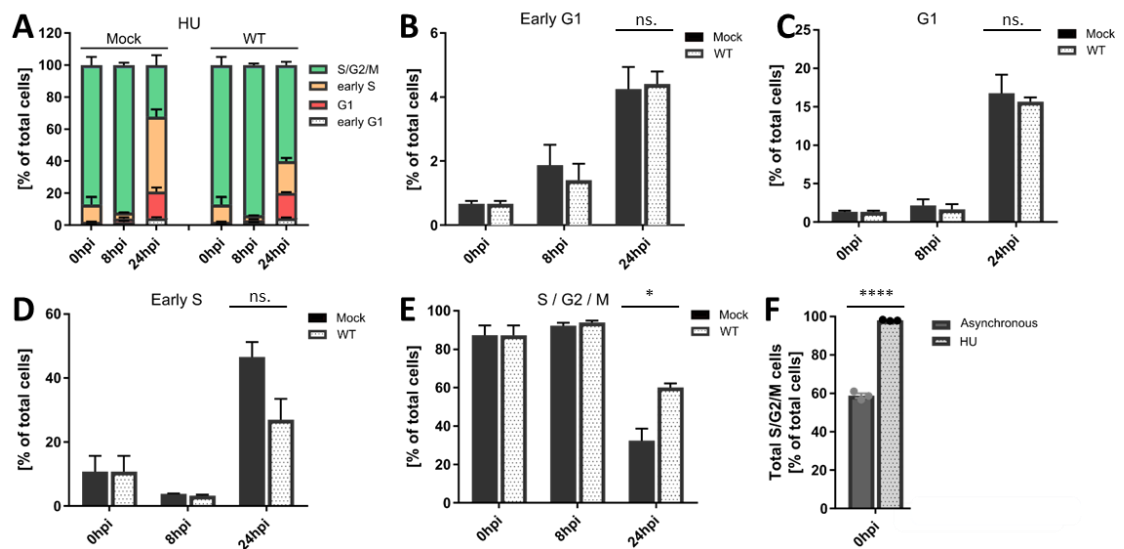 A
HU
Mock
WT
[% of total cells]
120
100
80
60
40
20
0
0hpi
8hpi
24hpi
0hpi
8hpi
24hpi
S/G2/M
early S
G1
early G1
B
Early G1
ns.
Mock
WT
[% of total cells]
6
4
2
0
0hpi
8hpi
24hpi
C
G1
ns.
Mock
WT
[% of total cells]
25
20
15
10
5
0
0hpi
8hpi
24hpi
D
Early S
ns.
Mock
WT
[% of total cells]
60
40
20
0
0hpi
8hpi
24hpi
E
S / G2 / M
*
Mock
WT
[% of total cells]
100
80
60
40
20
0
0hpi
8hpi
24hpi
F
****
Asynchronous
HU
Total S/G2/M cells
[% of total cells]
100
80
60
40
20
0
0hpi